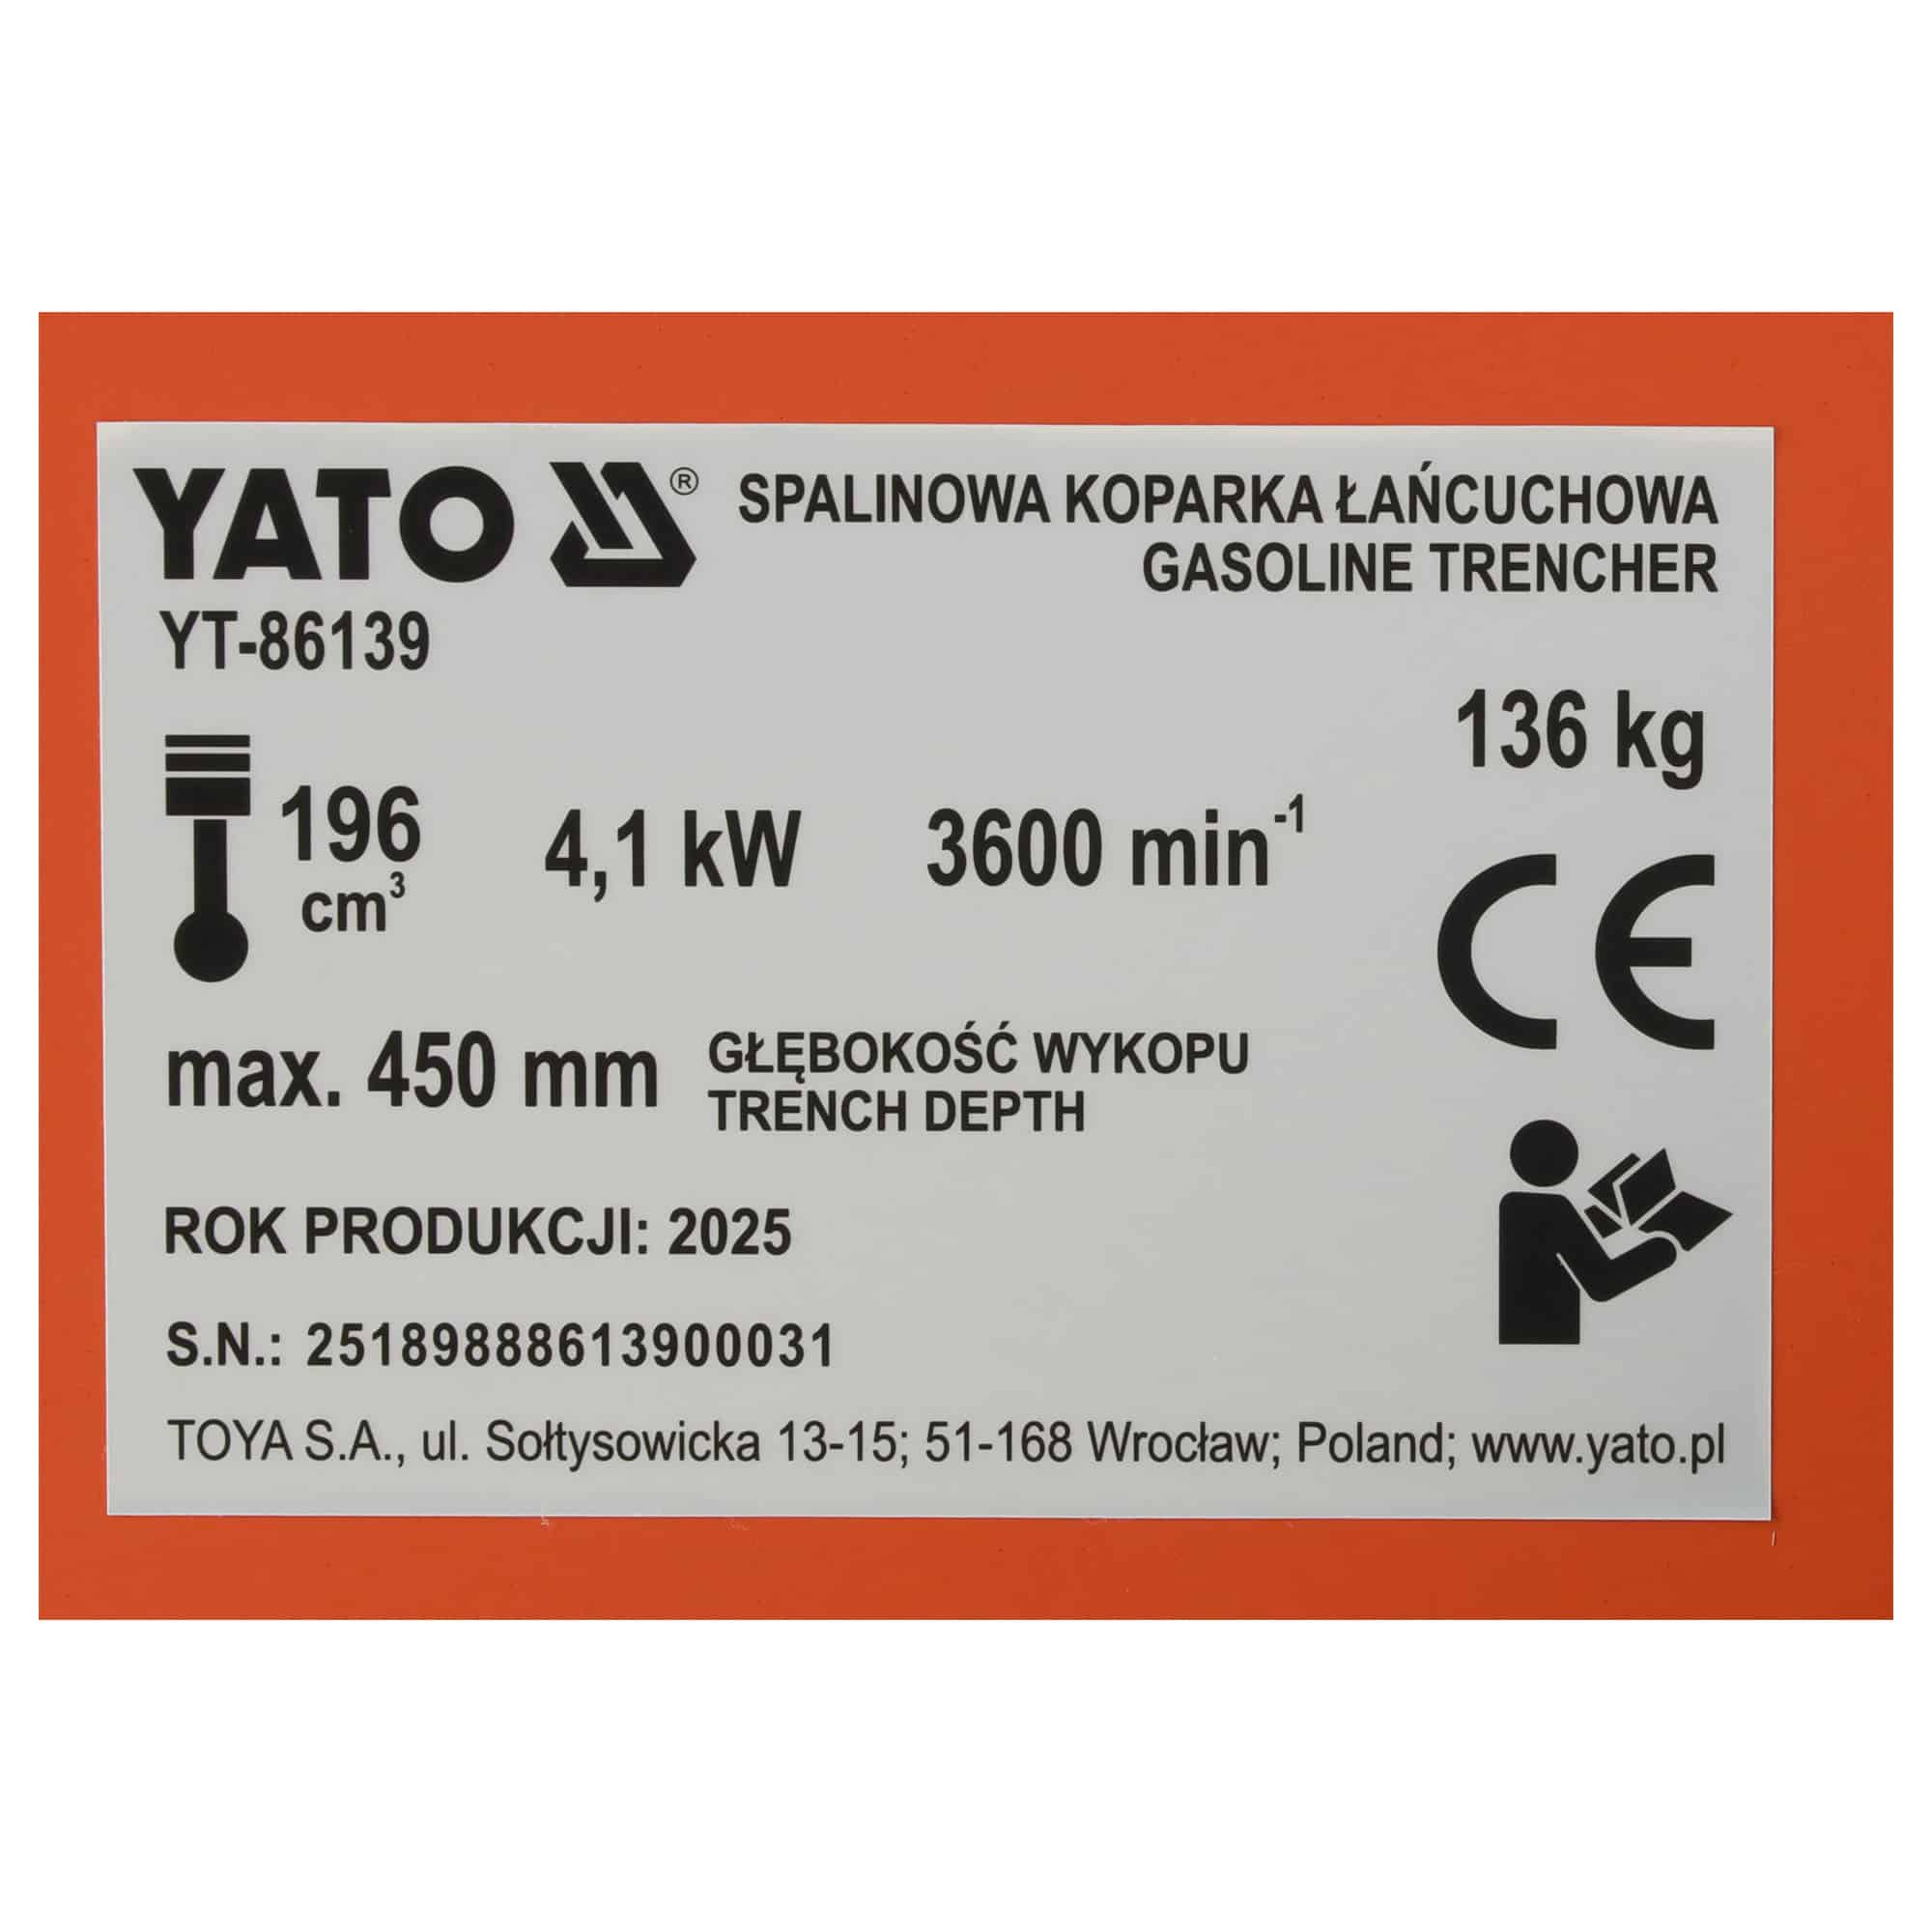 YATO ® SPALINOWA KOPARKA ŁAŃCUCHOWA
GASOLINE TRENCHER
YT-86139
136 kg
196 cm³ 4,1 kW 3600 min⁻¹
CE
max. 450 mm GŁĘBOKOŚĆ WYKOPU
TRENCH DEPTH
ROK PRODUKCJI: 2025
S.N.: 25189888613900031
TOYA S.A., ul. Sołtysowicka 13-15; 51-168 Wrocław; Poland; www.yato.pl